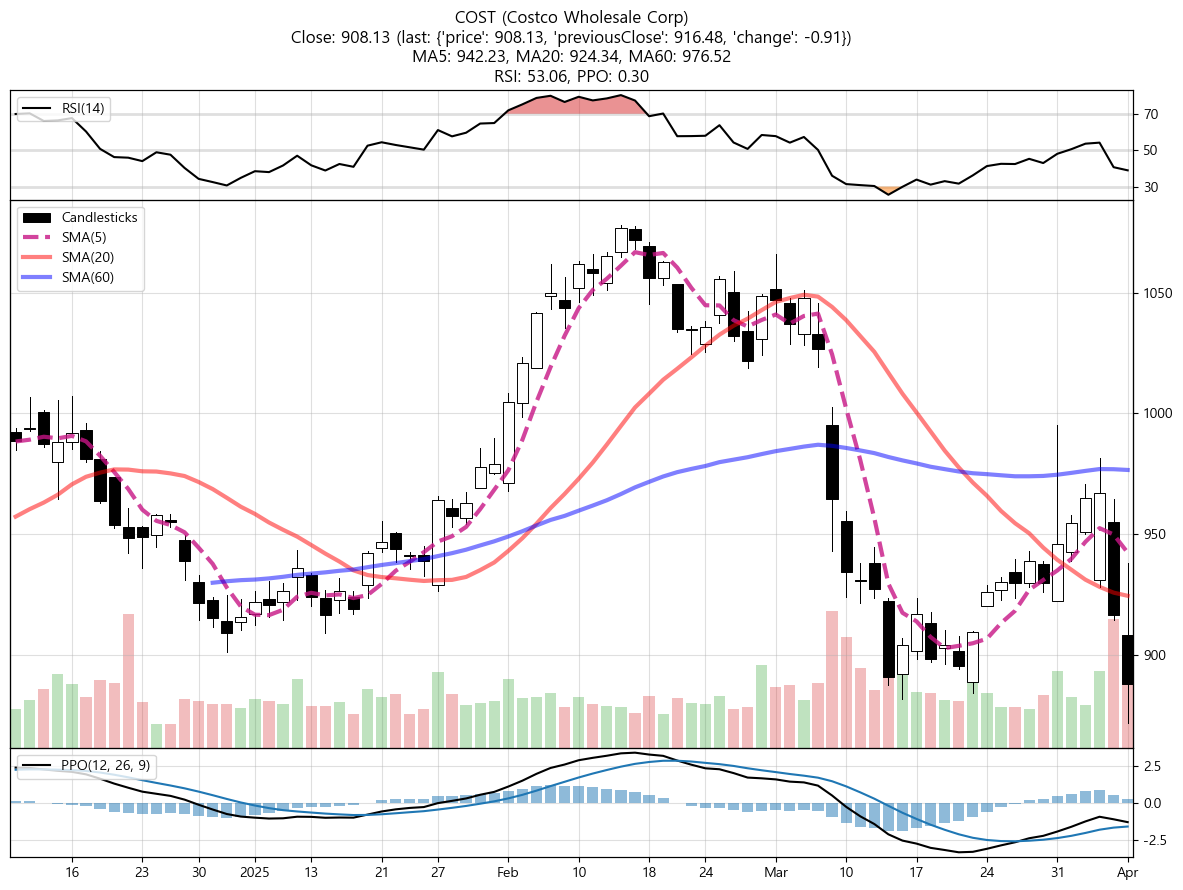 COST (Costco Wholesale Corp)
Close: 908.13 (last: {'price': 908.13, 'previousClose': 916.48, 'change': -0.91})
MA5: 942.23, MA20: 924.34, MA60: 976.52
RSI: 53.06, PPO: 0.30
RSI(14)
70
50
30
Candlesticks
SMA(5)
SMA(20)
SMA(60)
1050
1000
950
900
PPO(12, 26, 9)
2.5
0.0
-2.5
16 23 30 2025 13 21 27 Feb 10 18 24 Mar 10 17 24 31 Apr